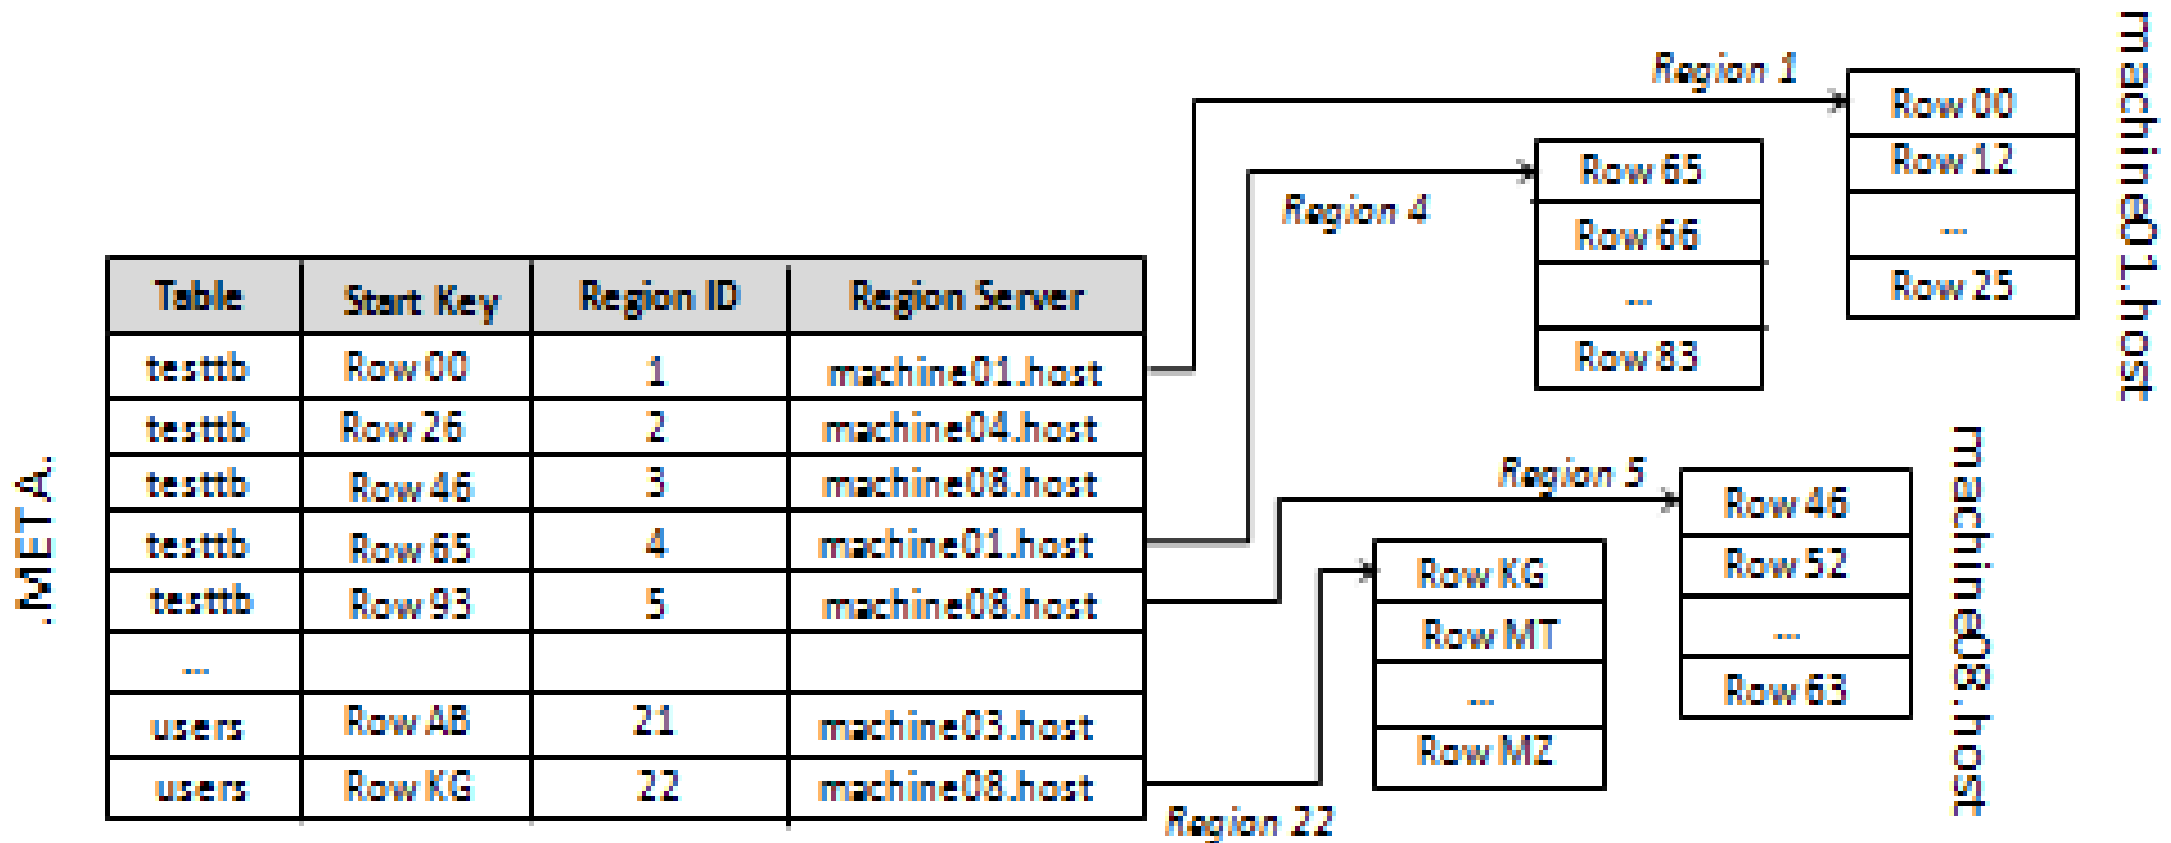 .META.
Table Start Key Region ID Region Server
testtb Row 00 1 machine01.host
testtb Row 26 2 machine04.host
testtb Row 46 3 machine08.host
testtb Row 65 4 machine01.host
testtb Row 93 5 machine08.host
...
users Row AB 21 machine03.host
users Row KG 22 machine08.host
Region 1
Row 00
Row 12
...
Row 25
Region 4
Row 65
Row 66
...
Row 83
machine01.host
Region 5
Row 46
Row 52
...
Row 63
Region 22
Row KG
Row MT
...
Row MZ
machine08.host